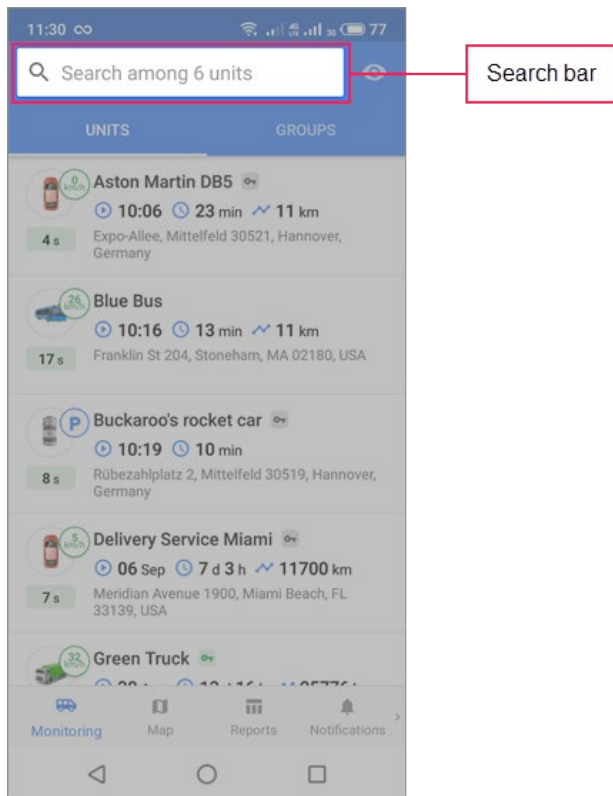 11:30
4G
LTE
3G
77
Search among 6 units
Search bar
UNITS
GROUPS
0
km/h
Aston Martin DB5
10:06 23 min 11 km
4 s
Expo-Allee, Mittelfeld 30521, Hannover,
Germany
26
km/h
Blue Bus
10:16 13 min 11 km
17 s
Franklin St 204, Stoneham, MA 02180, USA
P
Buckaroo's rocket car
10:19 10 min
8 s
Rübezahlplatz 2, Mittelfeld 30519, Hannover,
Germany
5
km/h
Delivery Service Miami
06 Sep 7 d 3 h 11700 km
7 s
Meridian Avenue 1900, Miami Beach, FL
33139, USA
32
km/h
Green Truck
Monitoring
Map
Reports
Notifications